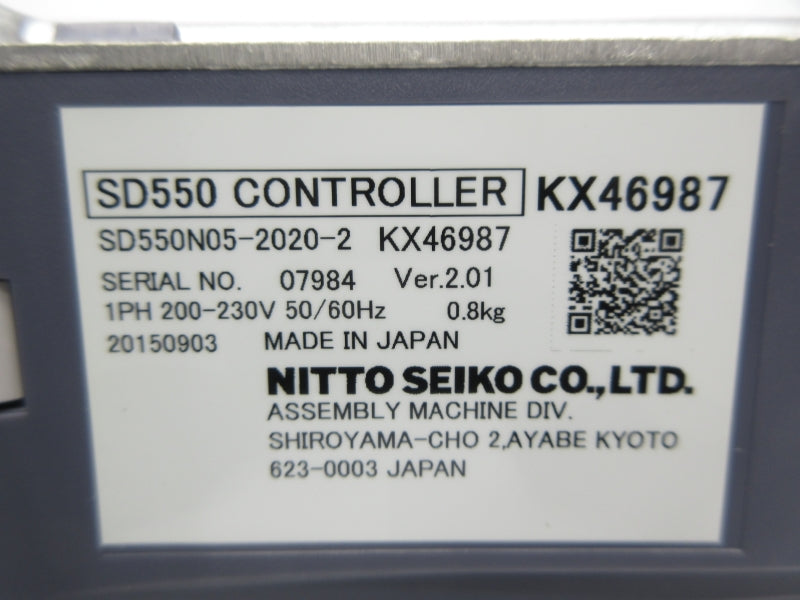 SD550 CONTROLLER KX46987
SD550N05-2020-2 KX46987
SERIAL NO. 07984 Ver.2.01
1PH 200-230V 50/60Hz 0.8kg
20150903 MADE IN JAPAN
NITTO SEIKO CO.,LTD.
ASSEMBLY MACHINE DIV.
SHIROYAMA-CHO 2,AYABE KYOTO
623-0003 JAPAN